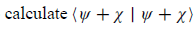 calculate ⟨ψ + χ | ψ + χ⟩